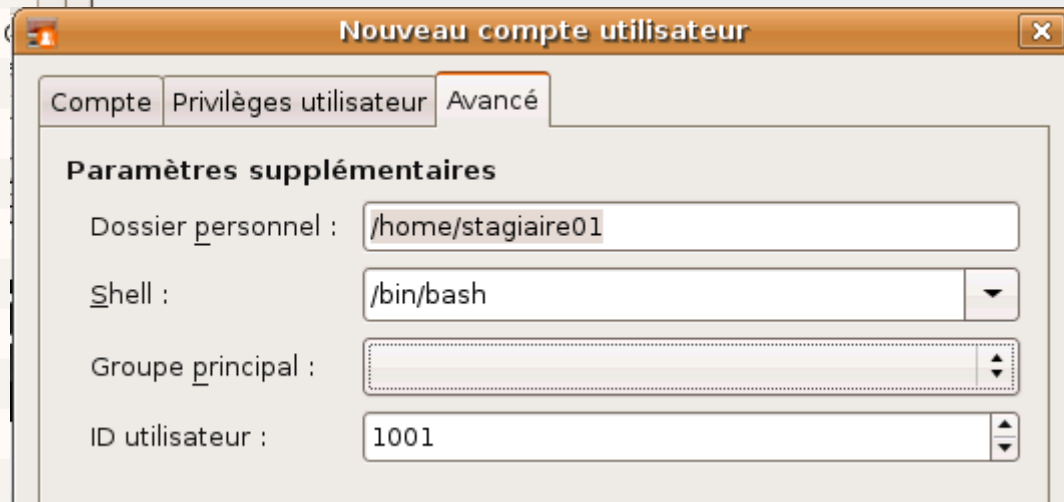 Nouveau compte utilisateur
Compte Privilèges utilisateur Avancé
Paramètres supplémentaires
Dossier personnel : /home/stagiaire01
Shell : /bin/bash
Groupe principal :
ID utilisateur : 1001